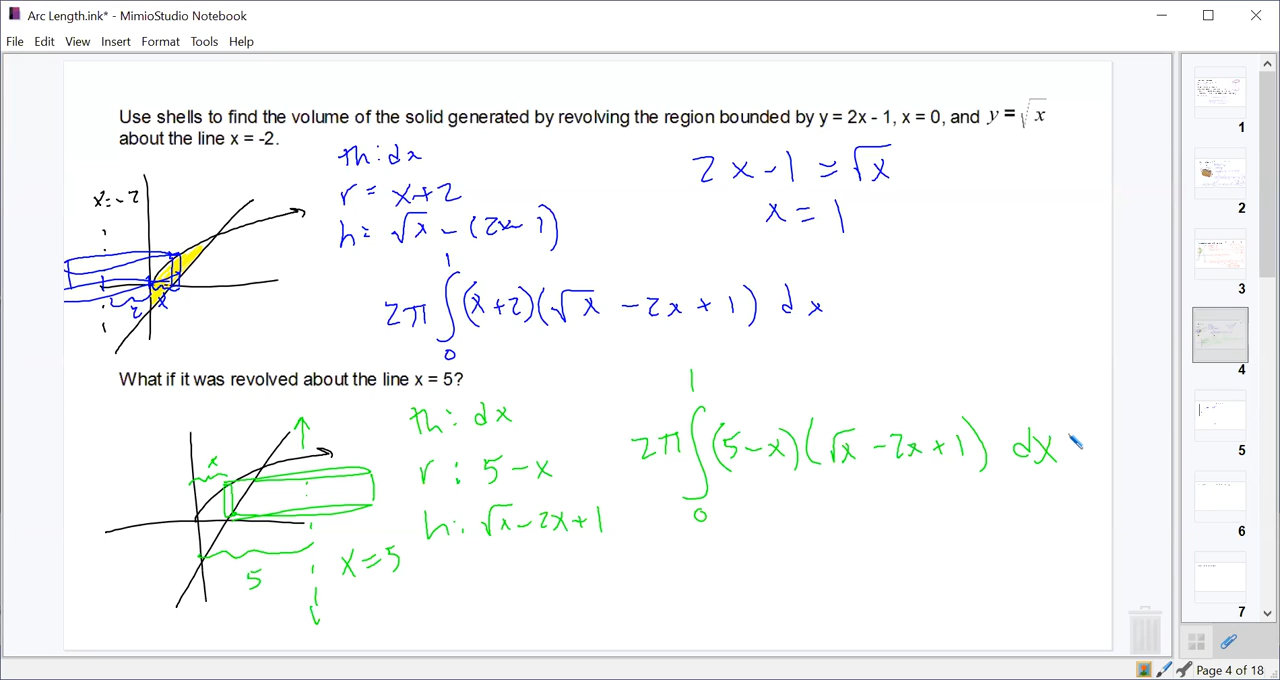 Arc Length.ink* - MimioStudio Notebook
File Edit View Insert Format Tools Help
Use shells to find the volume of the solid generated by revolving the region bounded by y = 2x - 1, x = 0, and y = √x
about the line x = -2.
th: dx
r = x+2
h = √x - (2x - 1)
2x - 1 = √x
x = 1
x = -2
2 x
2π ∫₀¹ (x+2)(√x - 2x + 1) dx
What if it was revolved about the line x = 5?
th: dx
r: 5-x
h: √x - 2x + 1
2π ∫₀¹ (5-x)(√x - 2x + 1) dx
x
5
x = 5
1
2
3
4
5
6
7
Page 4 of 18